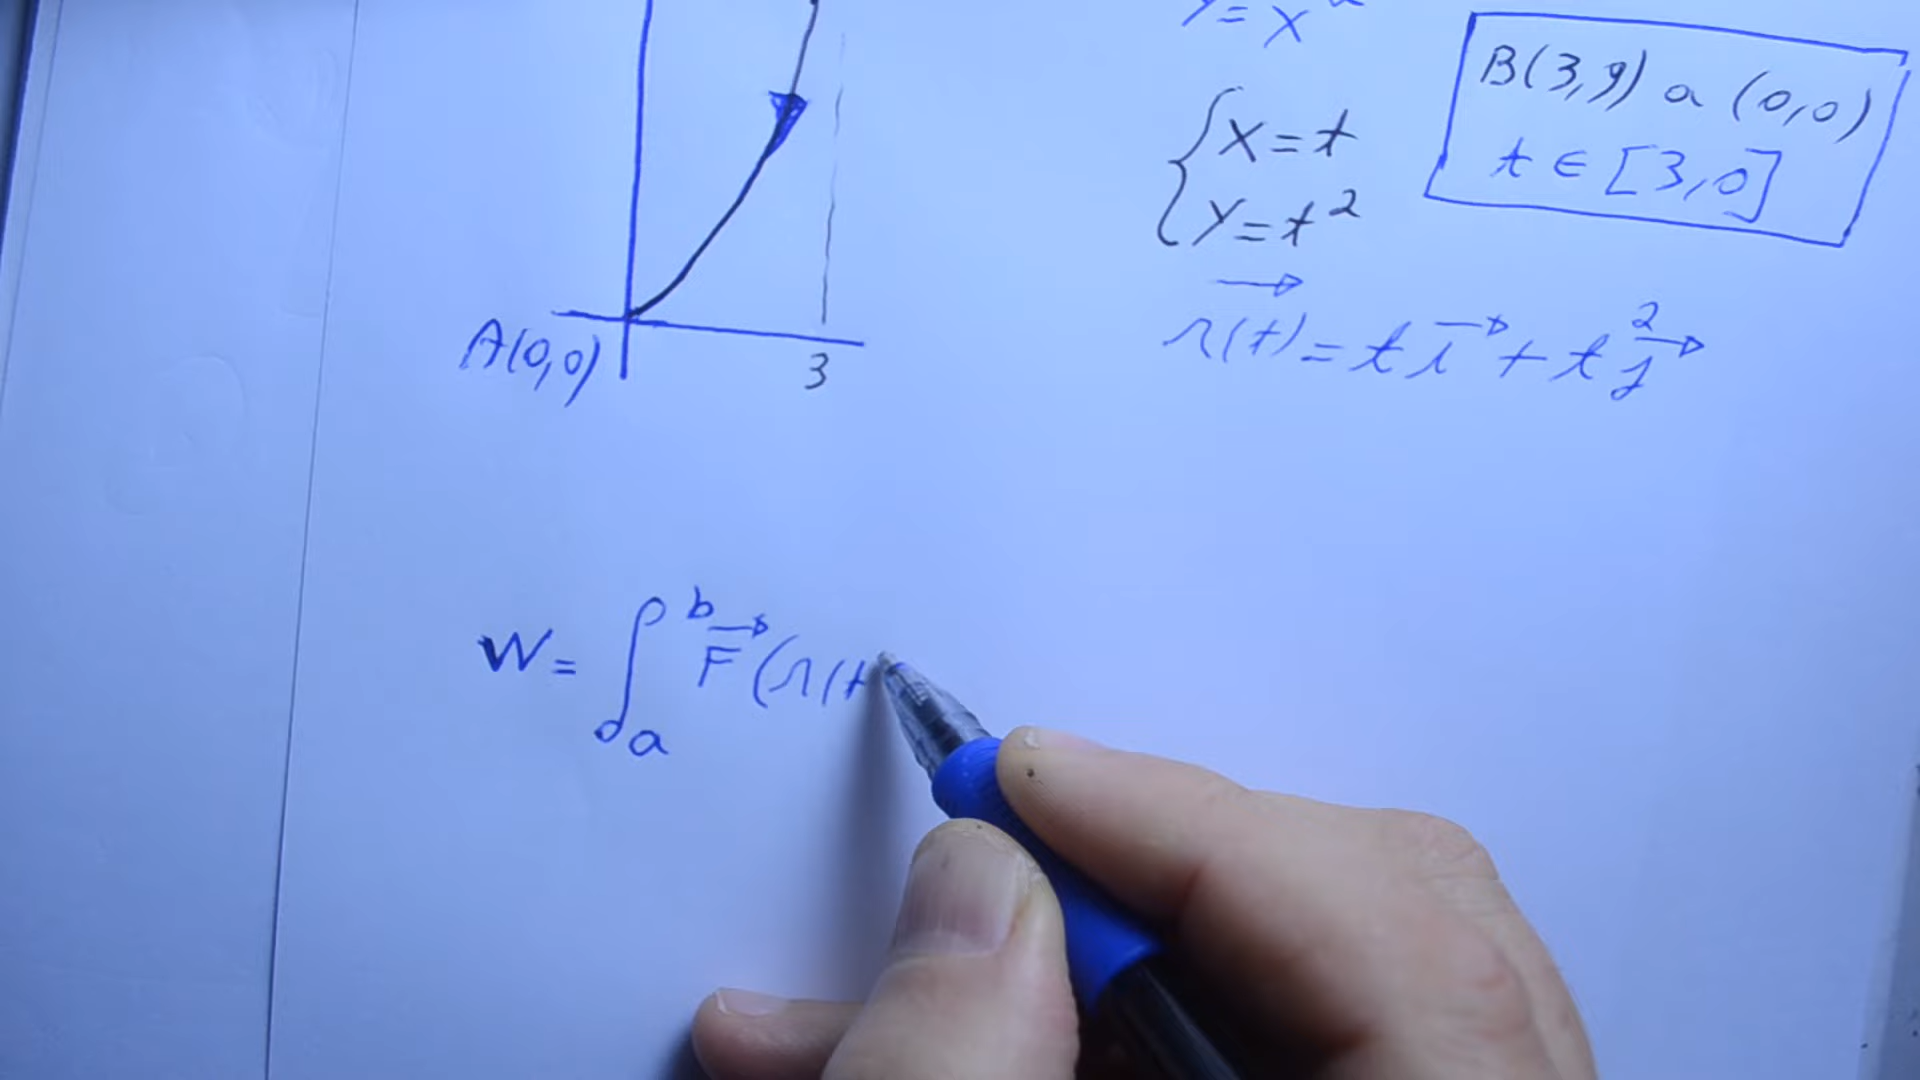 y = x
B(3,9) a (0,0)
t ∈ [3,0]
{ x = t
y = t²
r(t) = t i + t² j
A(0,0)
3
W = ∫ₐᵇ F (r(t